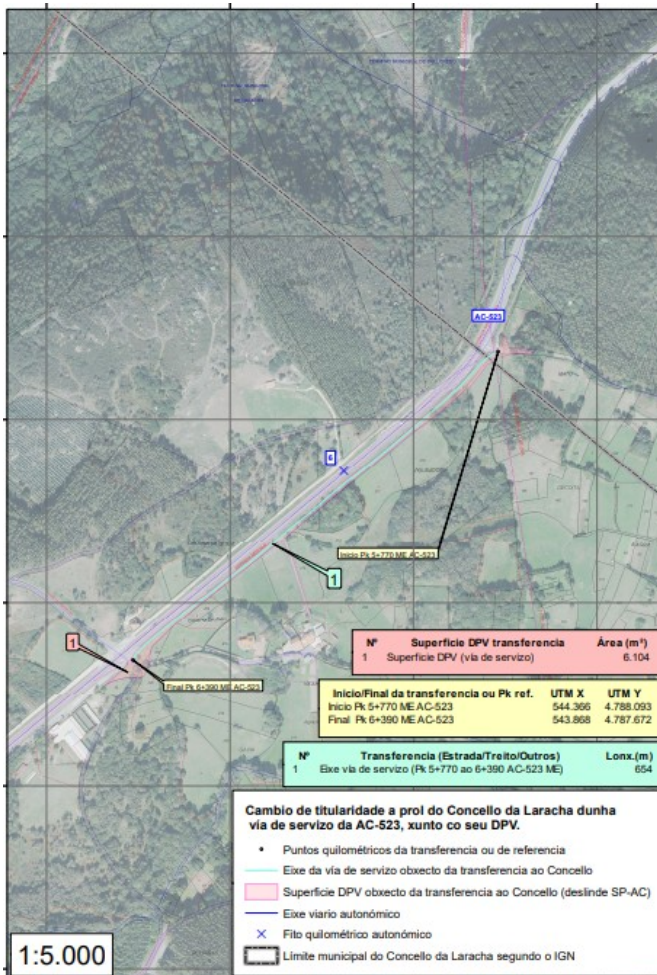 AC-523
6
Inicio Pk 5+770 ME AC-523
1
1
Final Pk 6+390 ME AC-523
Nº Superficie DPV transferencia Área (m²)
1 Superficie DPV (vía de servizo) 6.104
Inicio/Final da transferencia ou Pk ref. UTM X UTM Y
Inicio Pk 5+770 ME AC-523 544.366 4.788.093
Final Pk 6+390 ME AC-523 543.868 4.787.672
Nº Transferencia (Estrada/Treito/Outros) Lonx.(m)
1 Eixe vía de servizo (Pk 5+770 ao 6+390 AC-523 ME) 654
Cambio de titularidade a prol do Concello da Laracha dunha
vía de servizo da AC-523, xunto co seu DPV.
Puntos quilométricos da transferencia ou de referencia
Eixe da vía de servizo obxecto da transferencia ao Concello
Superficie DPV obxecto da transferencia ao Concello (deslinde SP-AC)
Eixe viario autonómico
Fito quilométrico autonómico
Límite municipal do Concello da Laracha segundo o IGN
1:5.000